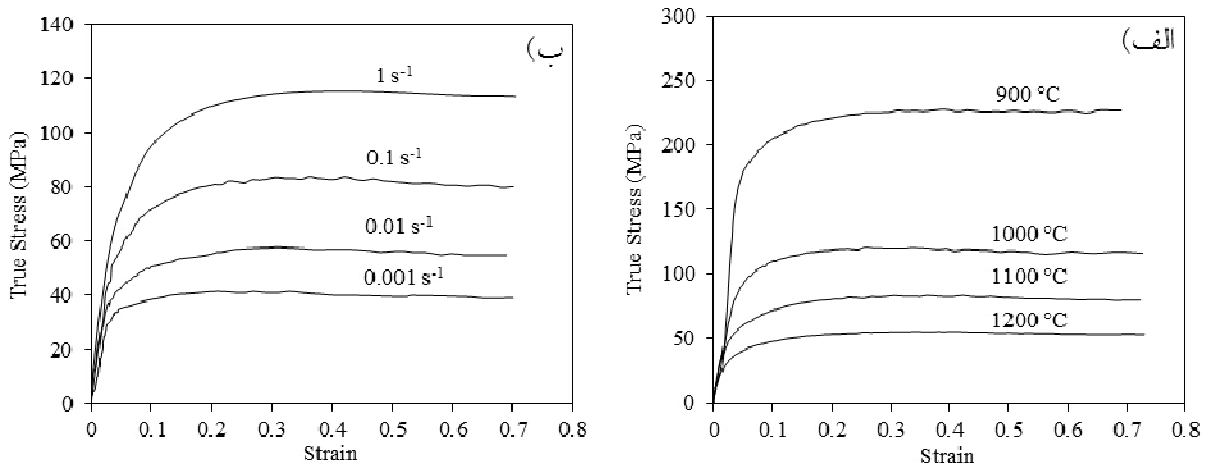 الف)
True Stress (MPa)
300
250
200
150
100
50
0
900 °C
1000 °C
1100 °C
1200 °C
0 0.1 0.2 0.3 0.4 0.5 0.6 0.7 0.8
Strain
ب)
True Stress (MPa)
140
120
100
80
60
40
20
0
1 s-1
0.1 s-1
0.01 s-1
0.001 s-1
0 0.1 0.2 0.3 0.4 0.5 0.6 0.7 0.8
Strain